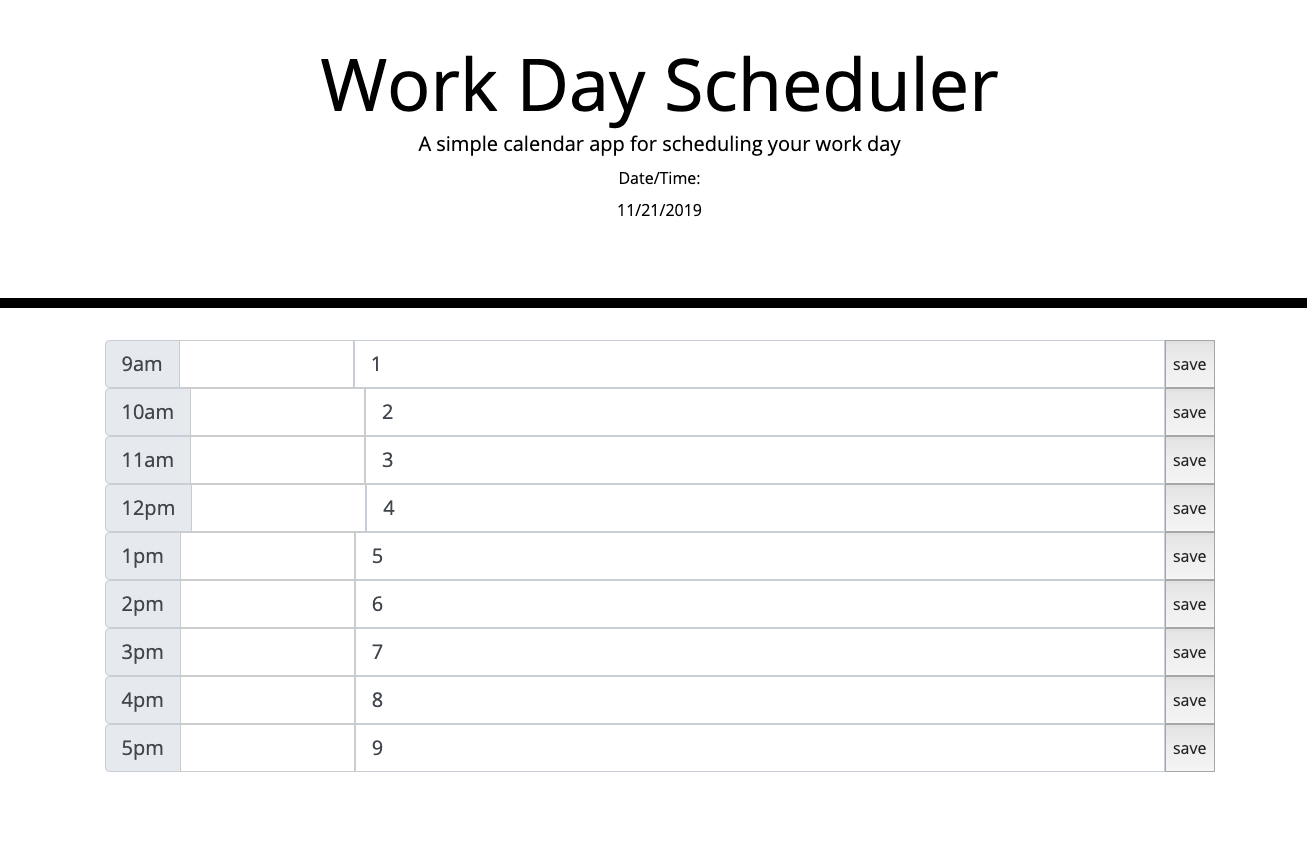 Work Day Scheduler
A simple calendar app for scheduling your work day
Date/Time:
11/21/2019
9am 1 save
10am 2 save
11am 3 save
12pm 4 save
1pm 5 save
2pm 6 save
3pm 7 save
4pm 8 save
5pm 9 save